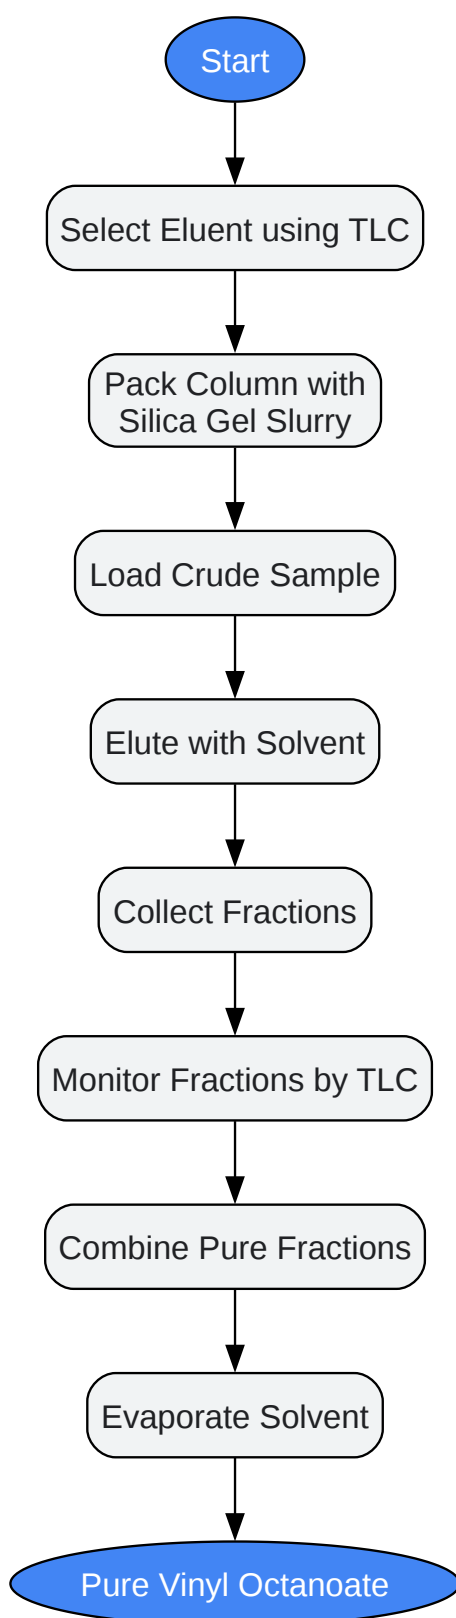 Start
Select Eluent using TLC
Pack Column with
Silica Gel Slurry
Load Crude Sample
Elute with Solvent
Collect Fractions
Monitor Fractions by TLC
Combine Pure Fractions
Evaporate Solvent
Pure Vinyl Octanoate